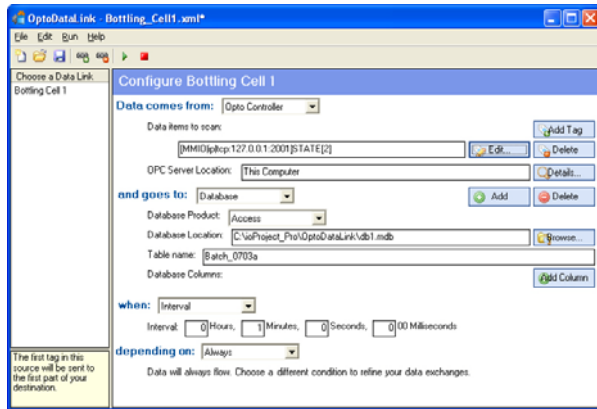 OptoDataLink - Bottling_Cell1.xml*
File Edit Run Help
Choose a Data Link
Bottling Cell 1
Configure Bottling Cell 1
Data comes from: Opto Controller
Data items to scan:
Add Tag
[MMIO|ip|tcp:127.0.0.1:2001]STATE[2]
Edit...
Delete
OPC Server Location: This Computer
Details...
and goes to: Database
Add
Delete
Database Product: Access
Database Location: C:\ioProject_Pro\OptoDataLink\db1.mdb
Browse...
Table name: Batch_0703a
Database Columns:
Add Column
when: Interval
Interval: 0 Hours, 1 Minutes, 0 Seconds, 0 00 Milliseconds
depending on: Always
Data will always flow. Choose a different condition to refine your data exchanges.
The first tag in this
source will be sent to
the first part of your
destination.